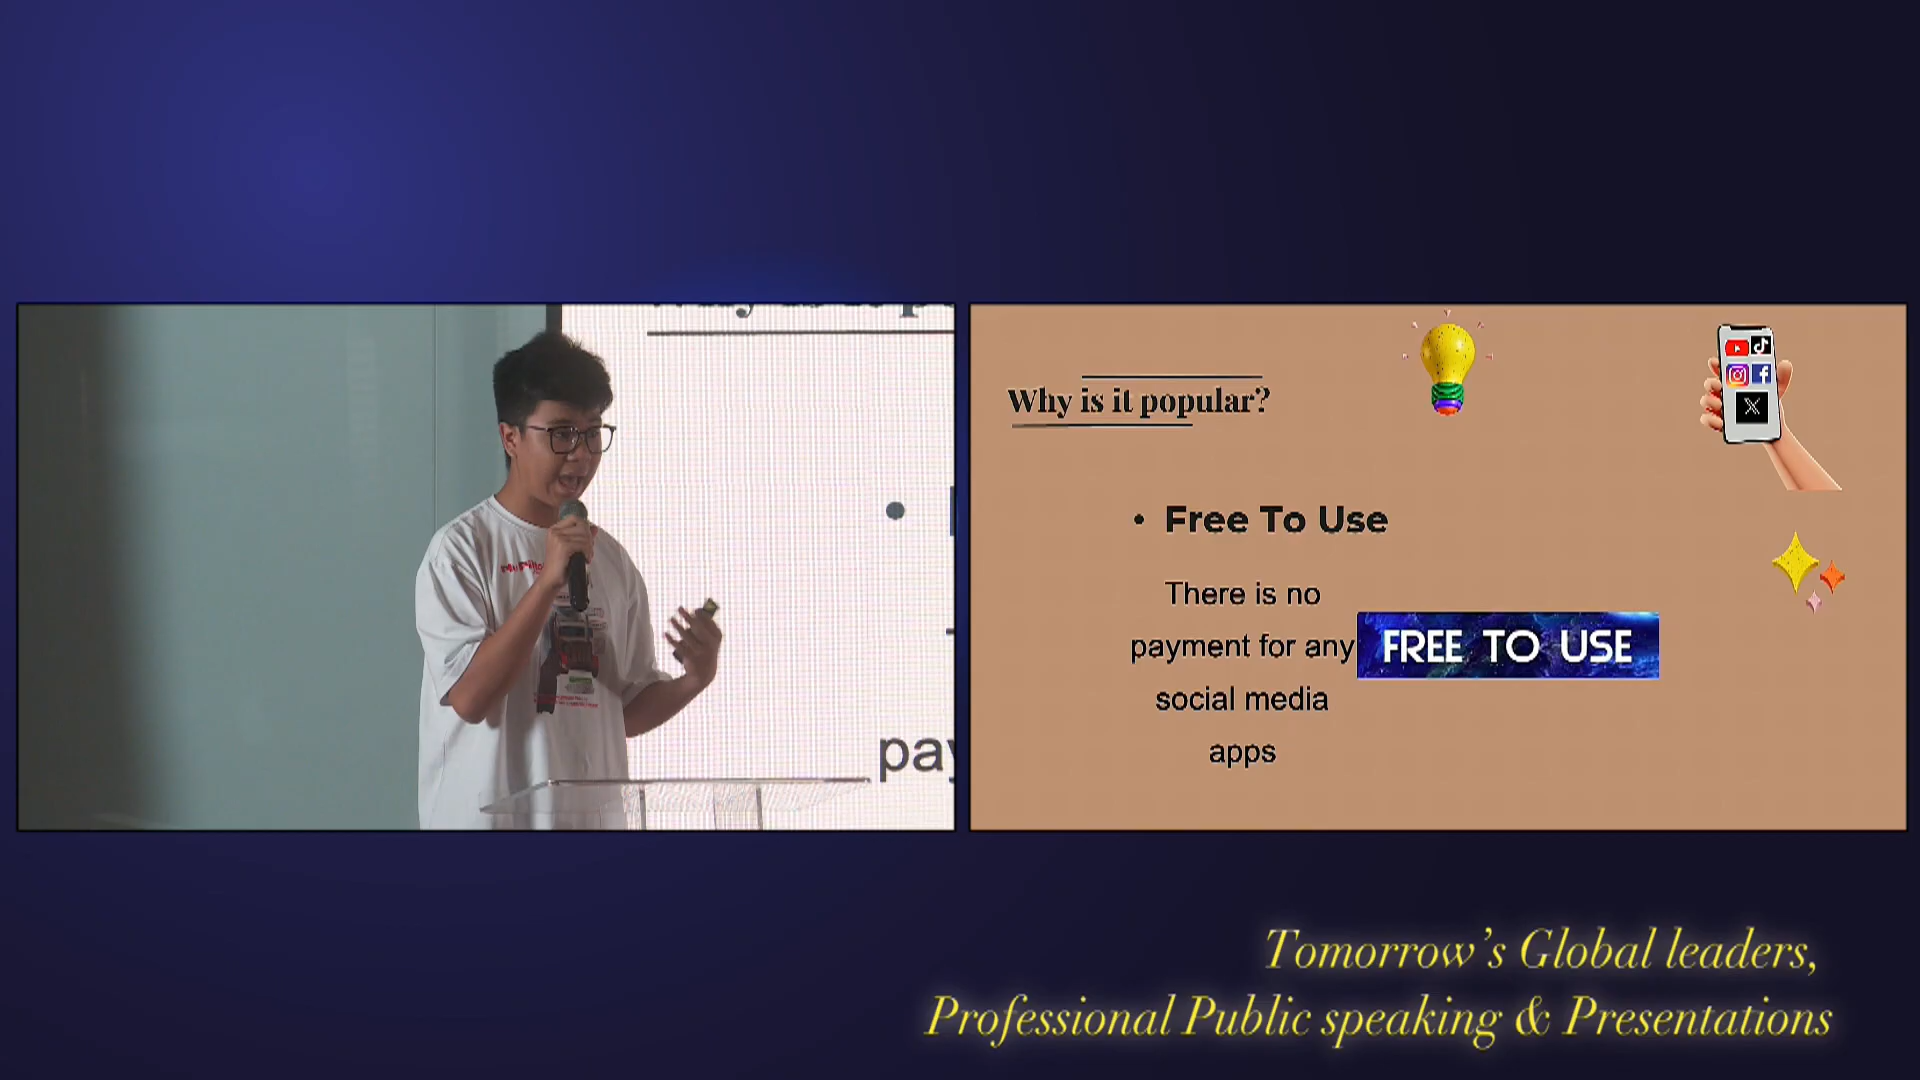 pay
Why is it popular?
• Free To Use
There is no
payment for any
social media
apps
FREE TO USE
Tomorrow's Global leaders,
Professional Public speaking & Presentations